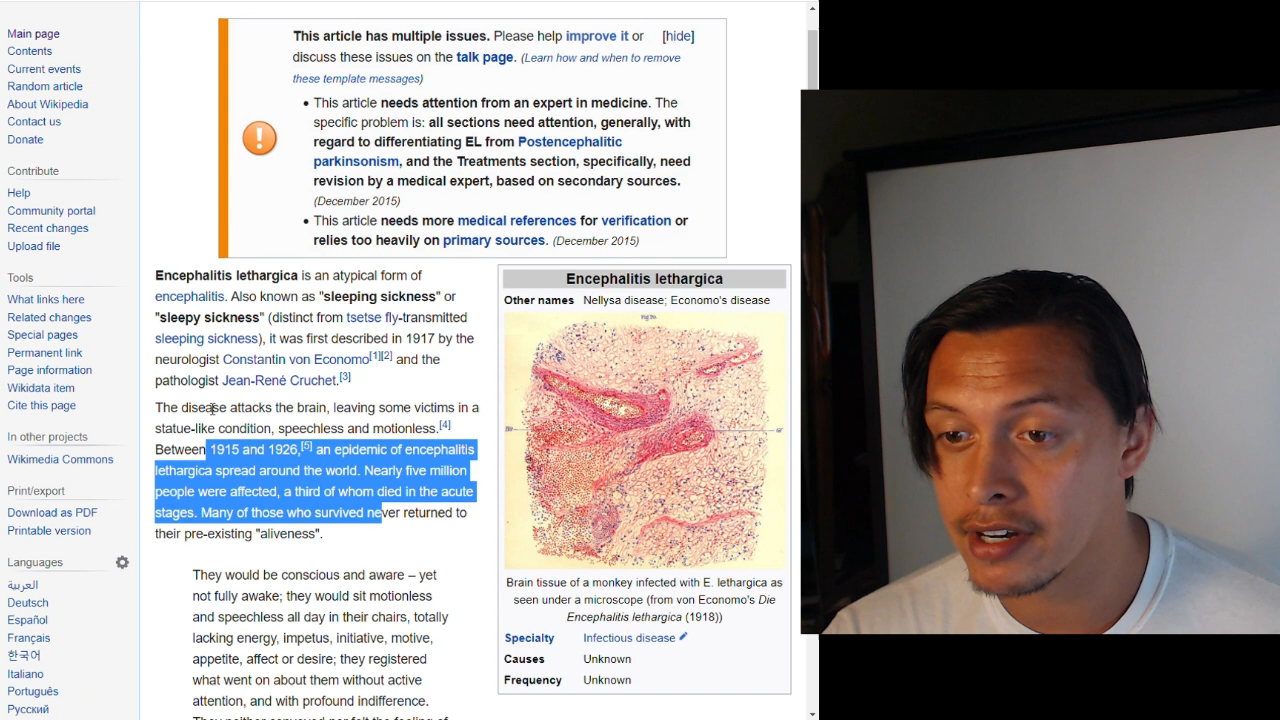 Main page
Contents
Current events
Random article
About Wikipedia
Contact us
Donate
Contribute
Help
Community portal
Recent changes
Upload file
Tools
What links here
Related changes
Special pages
Permanent link
Page information
Wikidata item
Cite this page
In other projects
Wikimedia Commons
Print/export
Download as PDF
Printable version
Languages
العربية
Deutsch
Español
Français
한국어
Italiano
Português
Русский
This article has multiple issues. Please help improve it or [hide]
discuss these issues on the talk page. (Learn how and when to remove
these template messages)
• This article needs attention from an expert in medicine. The
specific problem is: all sections need attention, generally, with
regard to differentiating EL from Postencephalitic
parkinsonism, and the Treatments section, specifically, need
revision by a medical expert, based on secondary sources.
(December 2015)
• This article needs more medical references for verification or
relies too heavily on primary sources. (December 2015)
Encephalitis lethargica is an atypical form of
encephalitis. Also known as "sleeping sickness" or
"sleepy sickness" (distinct from tsetse fly-transmitted
sleeping sickness), it was first described in 1917 by the
neurologist Constantin von Economo[1][2] and the
pathologist Jean-René Cruchet.[3]
The disease attacks the brain, leaving some victims in a
statue-like condition, speechless and motionless.[4]
Between 1915 and 1926,[5] an epidemic of encephalitis
lethargica spread around the world. Nearly five million
people were affected, a third of whom died in the acute
stages. Many of those who survived never returned to
their pre-existing "aliveness".
They would be conscious and aware – yet
not fully awake; they would sit motionless
and speechless all day in their chairs, totally
lacking energy, impetus, initiative, motive,
appetite, affect or desire; they registered
what went on about them without active
attention, and with profound indifference.
They neither conveyed nor felt the feeling of
Encephalitis lethargica
Other names Nellysa disease; Economo's disease
Brain tissue of a monkey infected with E. lethargica as
seen under a microscope (from von Economo's Die
Encephalitis lethargica (1918))
Specialty Infectious disease
Causes Unknown
Frequency Unknown